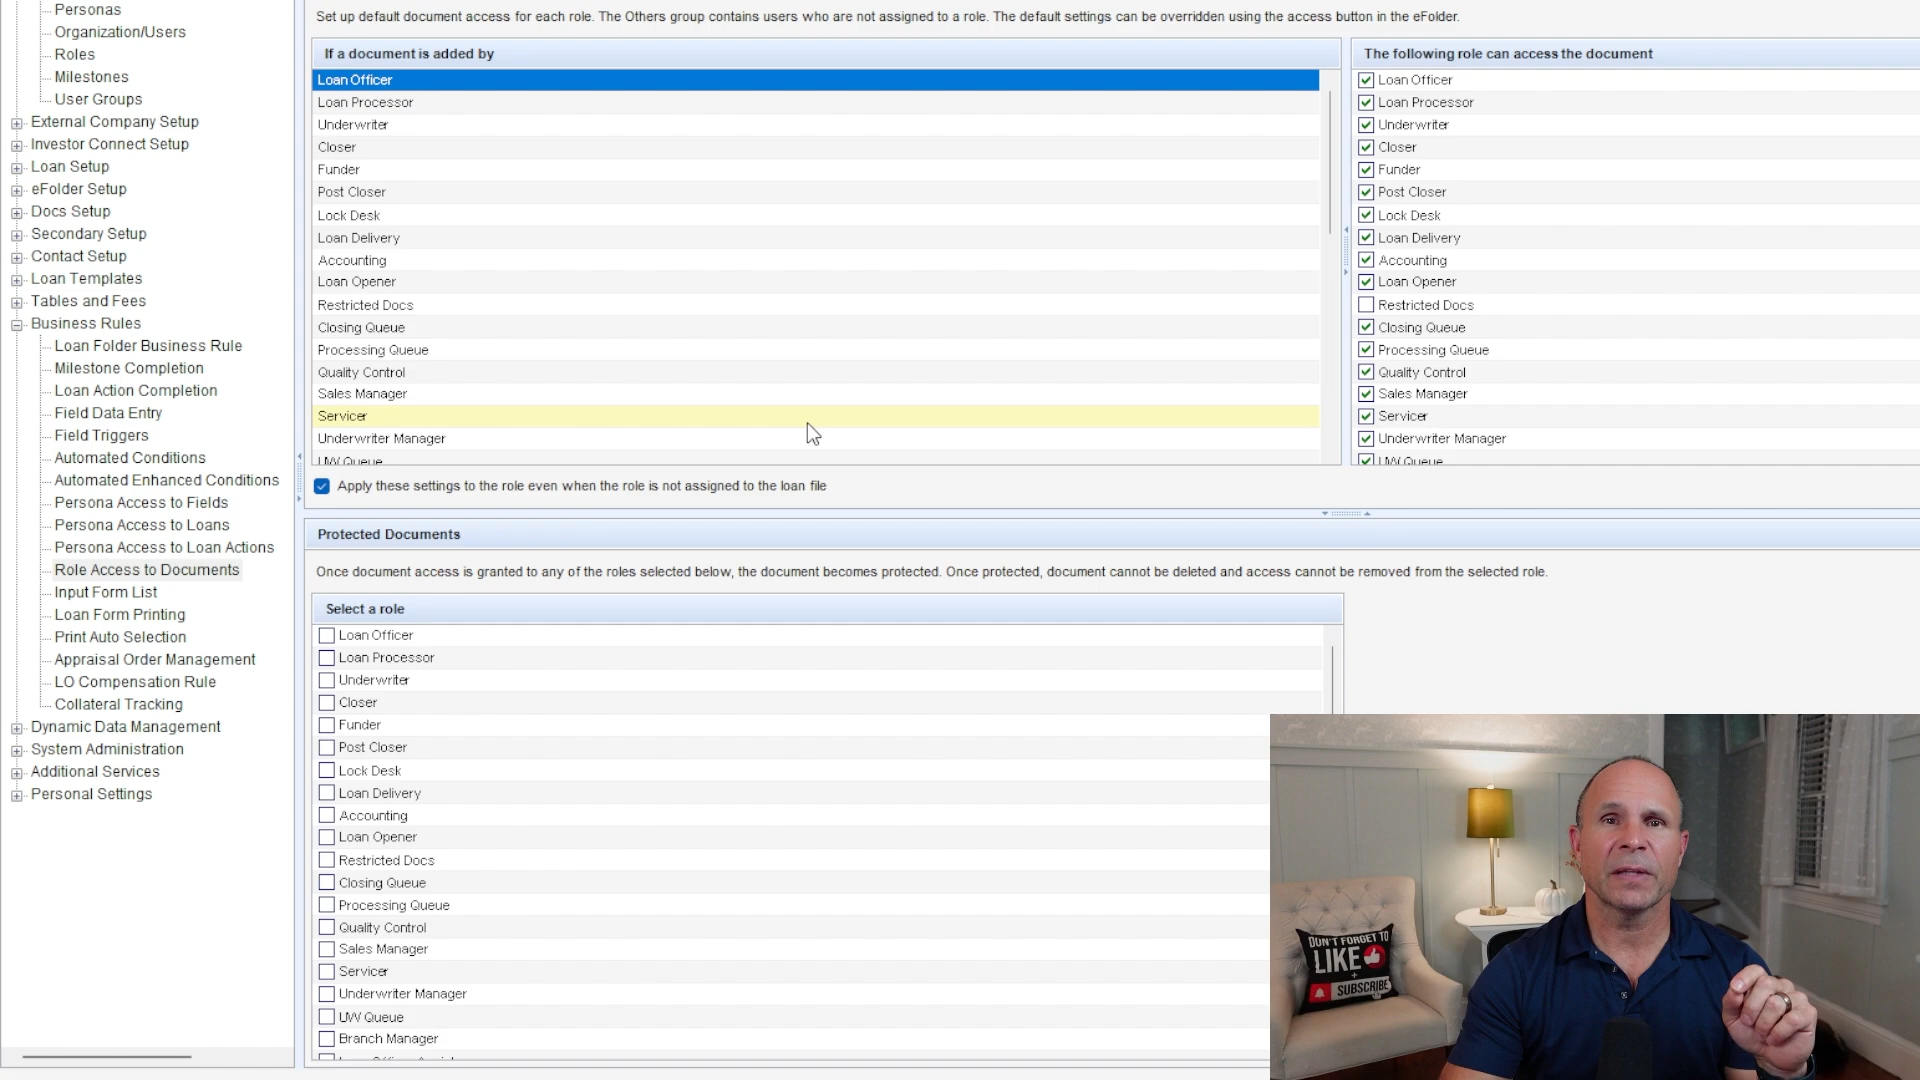 Personas
Organization/Users
Roles
Milestones
User Groups
External Company Setup
Investor Connect Setup
Loan Setup
eFolder Setup
Docs Setup
Secondary Setup
Contact Setup
Loan Templates
Tables and Fees
Business Rules
Loan Folder Business Rule
Milestone Completion
Loan Action Completion
Field Data Entry
Field Triggers
Automated Conditions
Automated Enhanced Conditions
Persona Access to Fields
Persona Access to Loans
Persona Access to Loan Actions
Role Access to Documents
Input Form List
Loan Form Printing
Print Auto Selection
Appraisal Order Management
LO Compensation Rule
Collateral Tracking
Dynamic Data Management
System Administration
Additional Services
Personal Settings
Set up default document access for each role. The Others group contains users who are not assigned to a role. The default settings can be overridden using the access button in the eFolder.
If a document is added by
Loan Officer
Loan Processor
Underwriter
Closer
Funder
Post Closer
Lock Desk
Loan Delivery
Accounting
Loan Opener
Restricted Docs
Closing Queue
Processing Queue
Quality Control
Sales Manager
Servicer
Underwriter Manager
UW Queue
The following role can access the document
Loan Officer
Loan Processor
Underwriter
Closer
Funder
Post Closer
Lock Desk
Loan Delivery
Accounting
Loan Opener
Restricted Docs
Closing Queue
Processing Queue
Quality Control
Sales Manager
Servicer
Underwriter Manager
UW Queue
Apply these settings to the role even when the role is not assigned to the loan file
Protected Documents
Once document access is granted to any of the roles selected below, the document becomes protected. Once protected, document cannot be deleted and access cannot be removed from the selected role.
Select a role
Loan Officer
Loan Processor
Underwriter
Closer
Funder
Post Closer
Lock Desk
Loan Delivery
Accounting
Loan Opener
Restricted Docs
Closing Queue
Processing Queue
Quality Control
Sales Manager
Servicer
Underwriter Manager
UW Queue
Branch Manager
DON'T FORGET TO
LIKE
+
SUBSCRIBE